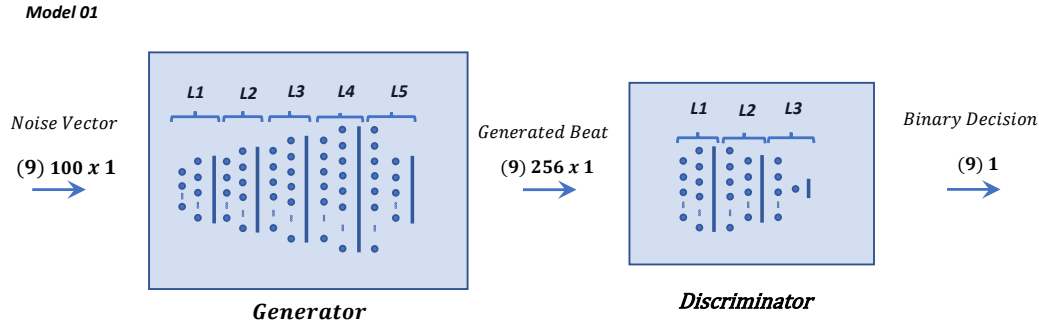 Model 01
Noise Vector
(9) 100 x 1
L1 L2 L3 L4 L5
Generator
Generated Beat
(9) 256 x 1
L1 L2 L3
Discriminator
Binary Decision
(9) 1